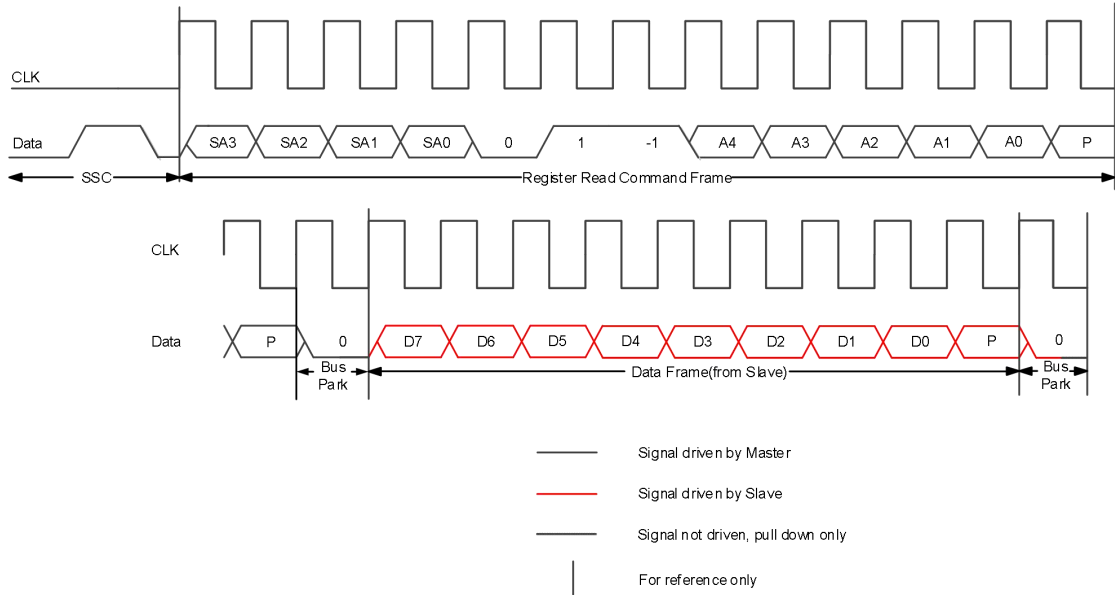 CLK
Data SA3 SA2 SA1 SA0 0 1 -1 A4 A3 A2 A1 A0 P
SSC Register Read Command Frame
CLK
Data P 0 D7 D6 D5 D4 D3 D2 D1 D0 P 0
Bus Park Data Frame(from Slave) Bus Park
Signal driven by Master
Signal driven by Slave
Signal not driven, pull down only
For reference only